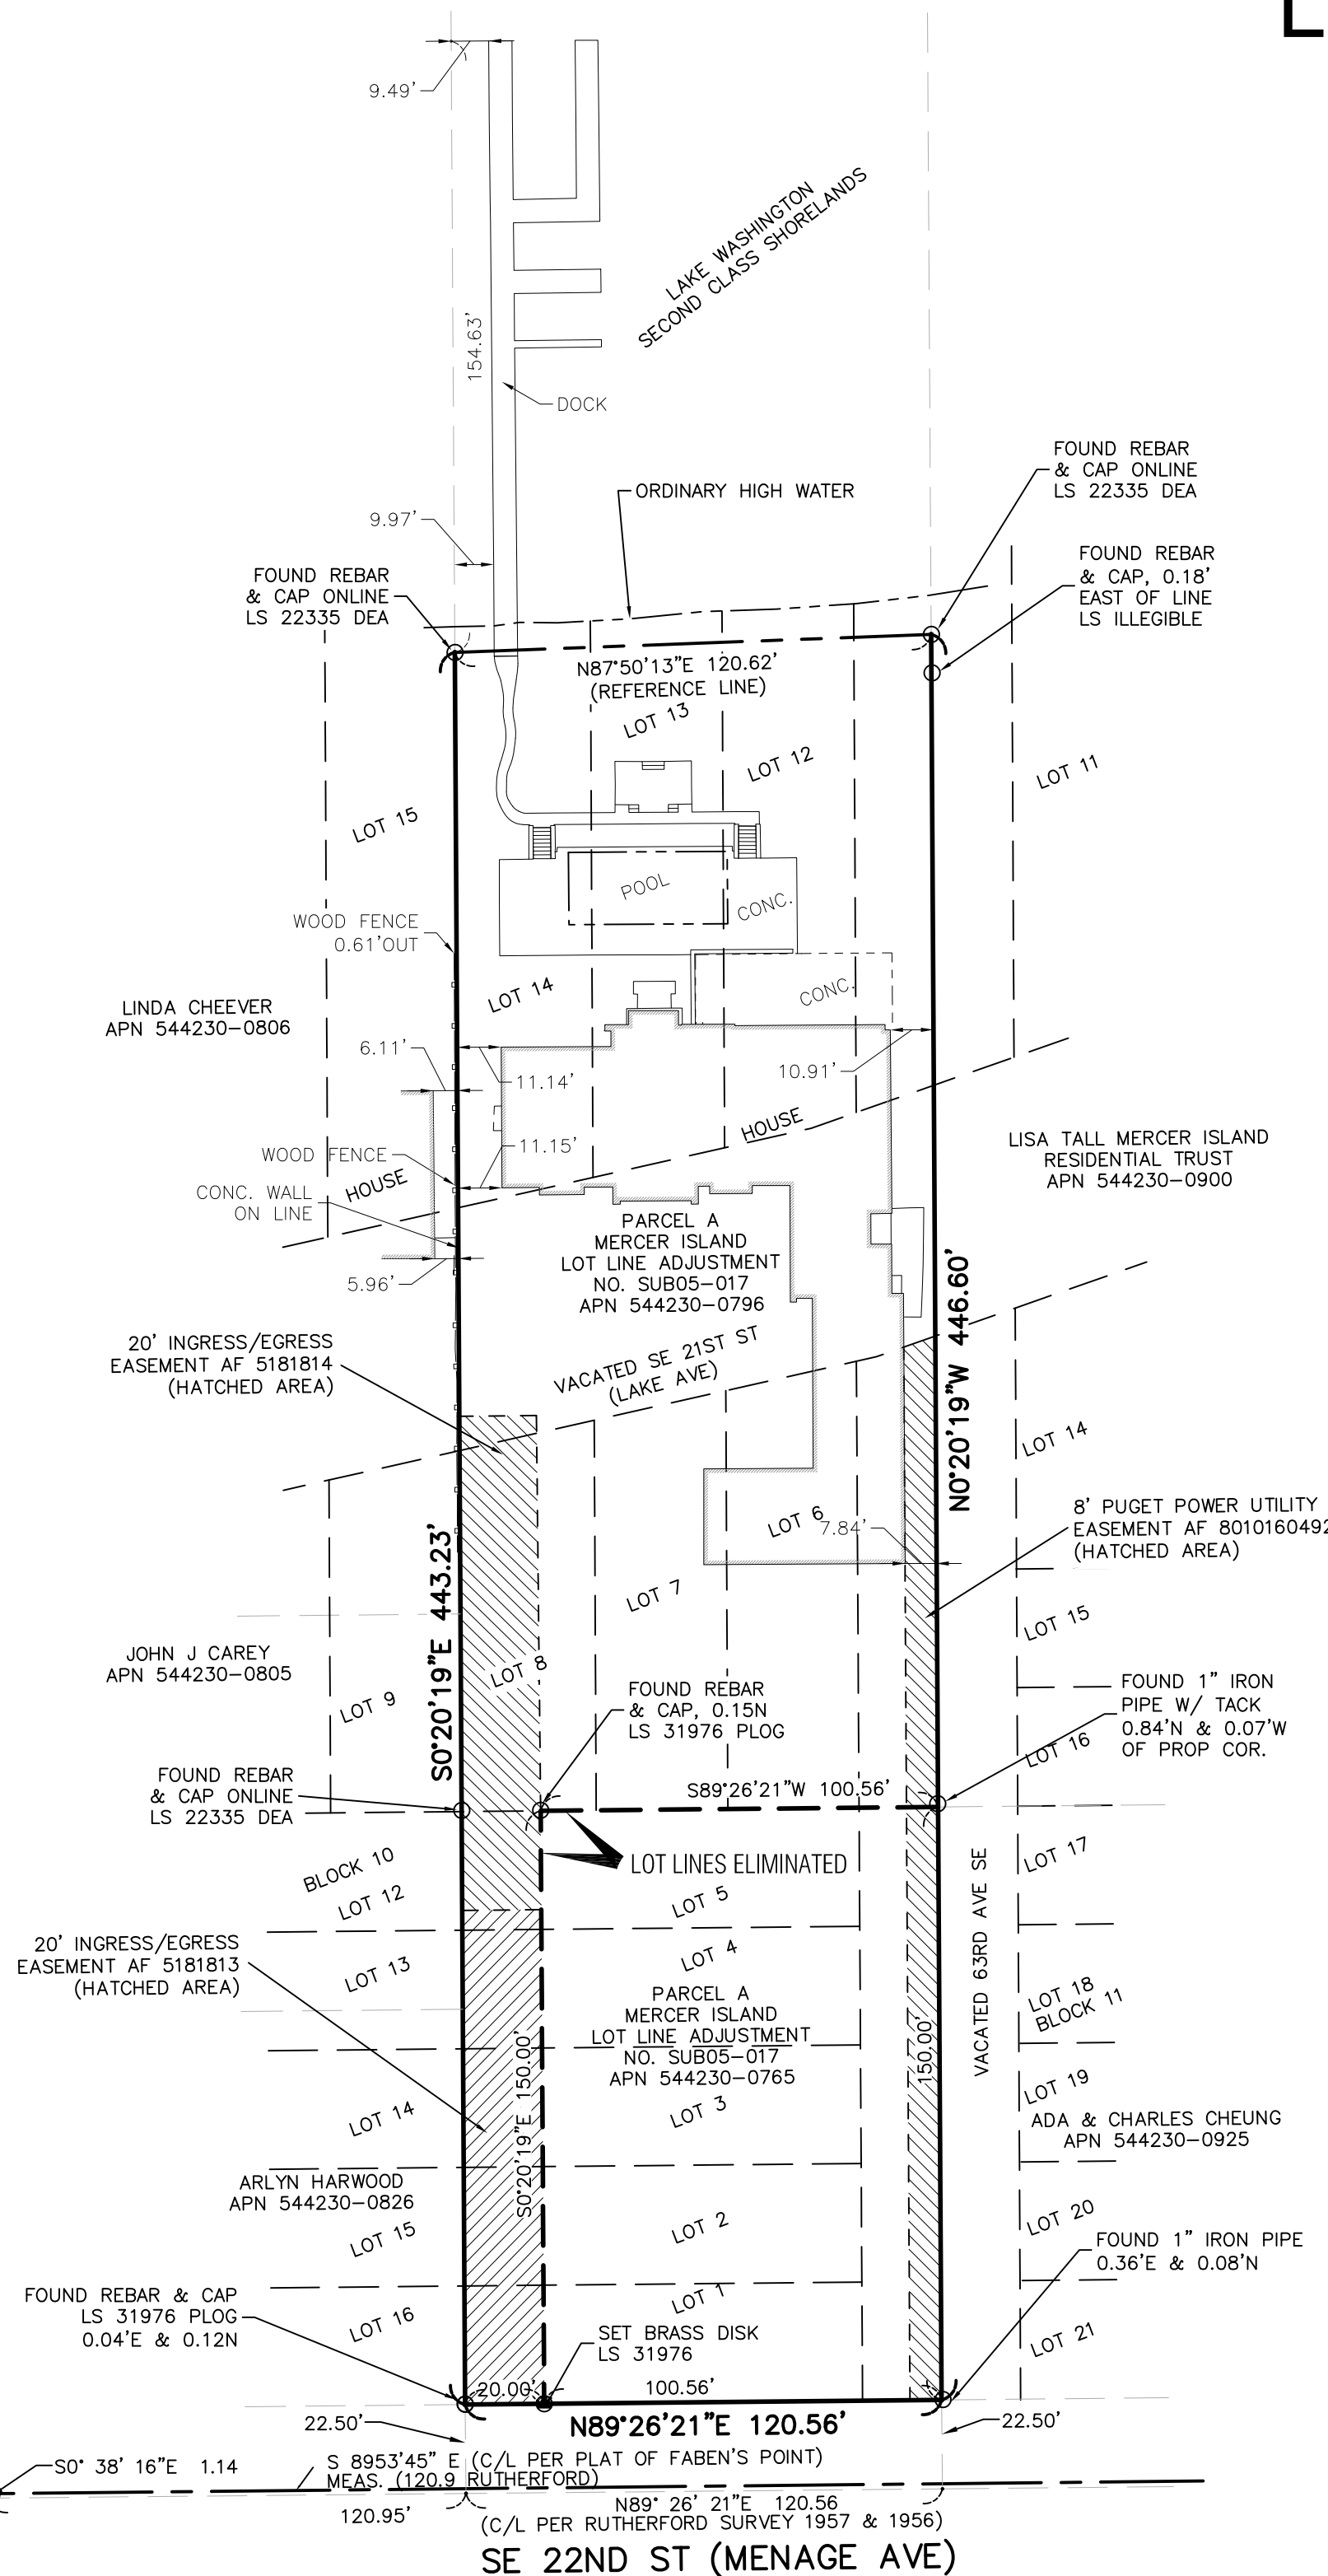 L
9.49'
LAKE WASHINGTON
SECOND CLASS SHORELANDS
154.63'
DOCK
FOUND REBAR
& CAP ONLINE
LS 22335 DEA
ORDINARY HIGH WATER
9.97'
FOUND REBAR
& CAP, 0.18'
EAST OF LINE
LS ILLEGIBLE
FOUND REBAR
& CAP ONLINE
LS 22335 DEA
N87°50'13"E 120.62'
(REFERENCE LINE)
LOT 13
LOT 12
LOT 11
LOT 15
POOL
CONC.
WOOD FENCE
0.61'OUT
LOT 14
CONC.
LINDA CHEEVER
APN 544230-0806
6.11'
11.14'
10.91'
HOUSE
11.15'
WOOD FENCE
HOUSE
CONC. WALL
ON LINE
LISA TALL MERCER ISLAND
RESIDENTIAL TRUST
APN 544230-0900
PARCEL A
MERCER ISLAND
LOT LINE ADJUSTMENT
NO. SUB05-017
APN 544230-0796
5.96'
N0°20'19"W 446.60'
20' INGRESS/EGRESS
EASEMENT AF 5181814
(HATCHED AREA)
VACATED SE 21ST ST
(LAKE AVE)
LOT 14
8' PUGET POWER UTILITY
EASEMENT AF 8010160492
(HATCHED AREA)
LOT 6
7.84'
S0°20'19"E 443.23'
LOT 7
LOT 15
JOHN J CAREY
APN 544230-0805
LOT 8
LOT 9
FOUND REBAR
& CAP, 0.15N
LS 31976 PLOG
FOUND 1" IRON
PIPE W/ TACK
0.84'N & 0.07'W
OF PROP COR.
LOT 16
FOUND REBAR
& CAP ONLINE
LS 22335 DEA
S89°26'21"W 100.56'
LOT LINES ELIMINATED
BLOCK 10
LOT 12
LOT 5
LOT 17
VACATED 63RD AVE SE
20' INGRESS/EGRESS
EASEMENT AF 5181813
(HATCHED AREA)
LOT 13
LOT 4
PARCEL A
MERCER ISLAND
LOT LINE ADJUSTMENT
NO. SUB05-017
APN 544230-0765
LOT 18
BLOCK 11
S0°20'19"E 150.00'
150.00'
LOT 19
LOT 14
LOT 3
ADA & CHARLES CHEUNG
APN 544230-0925
ARLYN HARWOOD
APN 544230-0826
LOT 15
LOT 2
LOT 20
FOUND 1" IRON PIPE
0.36'E & 0.08'N
FOUND REBAR & CAP
LS 31976 PLOG
0.04'E & 0.12N
LOT 16
LOT 1
SET BRASS DISK
LS 31976
LOT 21
20.00'
100.56'
22.50'
N89°26'21"E 120.56'
22.50'
S0° 38' 16"E 1.14
S 8953'45" E (C/L PER PLAT OF FABEN'S POINT)
MEAS. (120.9 RUTHERFORD)
120.95'
N89° 26' 21"E 120.56
(C/L PER RUTHERFORD SURVEY 1957 & 1956)
SE 22ND ST (MENAGE AVE)